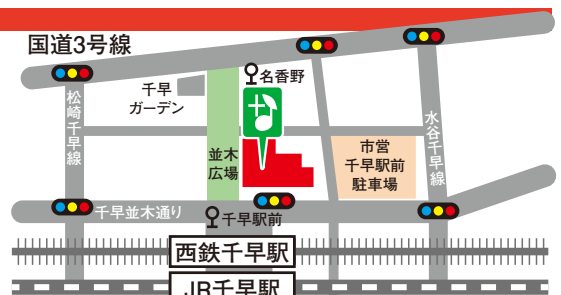 国道3号線
名香野
千早
ガーデン
松崎千早線
水谷千早線
並木
広場
市営
千早駅前
駐車場
千早並木通り
千早駅前
西鉄千早駅
JR千早駅